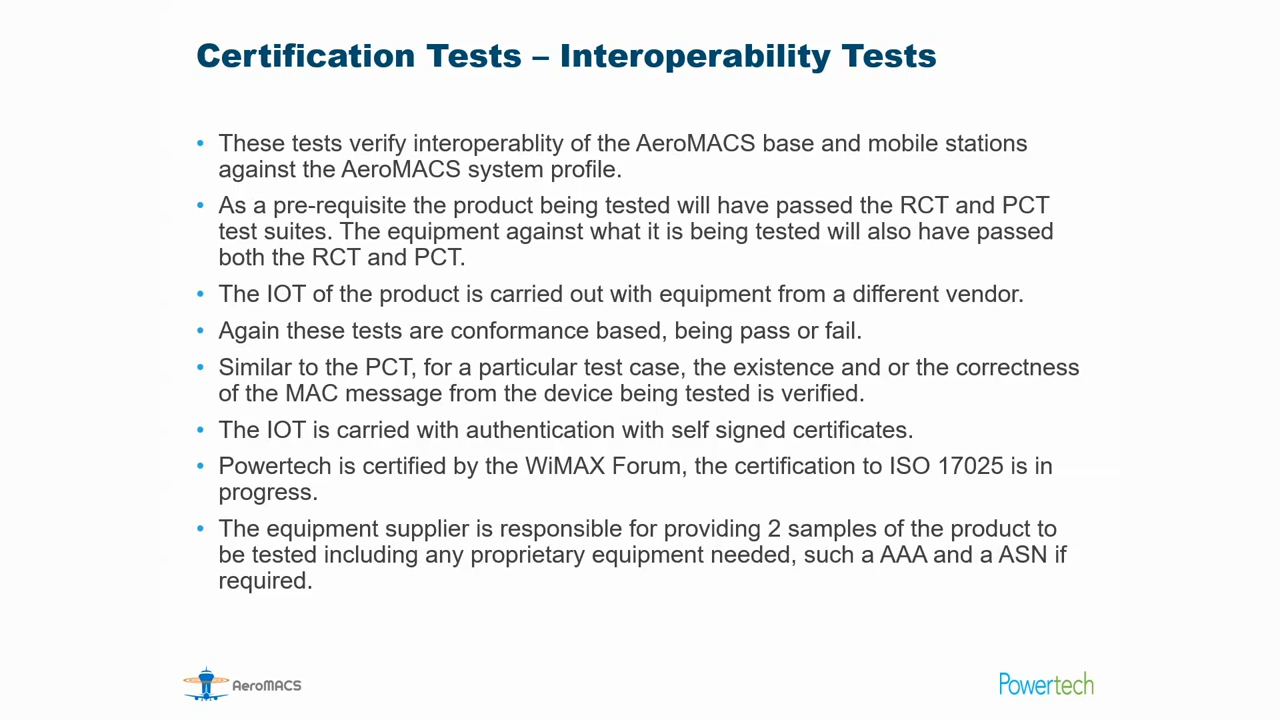 Certification Tests – Interoperability Tests
• These tests verify interoperablity of the AeroMACS base and mobile stations
against the AeroMACS system profile.
• As a pre-requisite the product being tested will have passed the RCT and PCT
test suites. The equipment against what it is being tested will also have passed
both the RCT and PCT.
• The IOT of the product is carried out with equipment from a different vendor.
• Again these tests are conformance based, being pass or fail.
• Similar to the PCT, for a particular test case, the existence and or the correctness
of the MAC message from the device being tested is verified.
• The IOT is carried with authentication with self signed certificates.
• Powertech is certified by the WiMAX Forum, the certification to ISO 17025 is in
progress.
• The equipment supplier is responsible for providing 2 samples of the product to
be tested including any proprietary equipment needed, such a AAA and a ASN if
required.
AeroMACS
Powertech